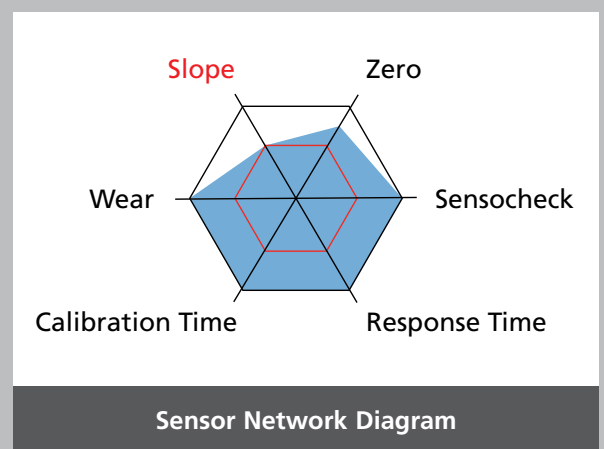 Slope
Zero
Wear
Sensocheck
Calibration Time
Response Time
Sensor Network Diagram